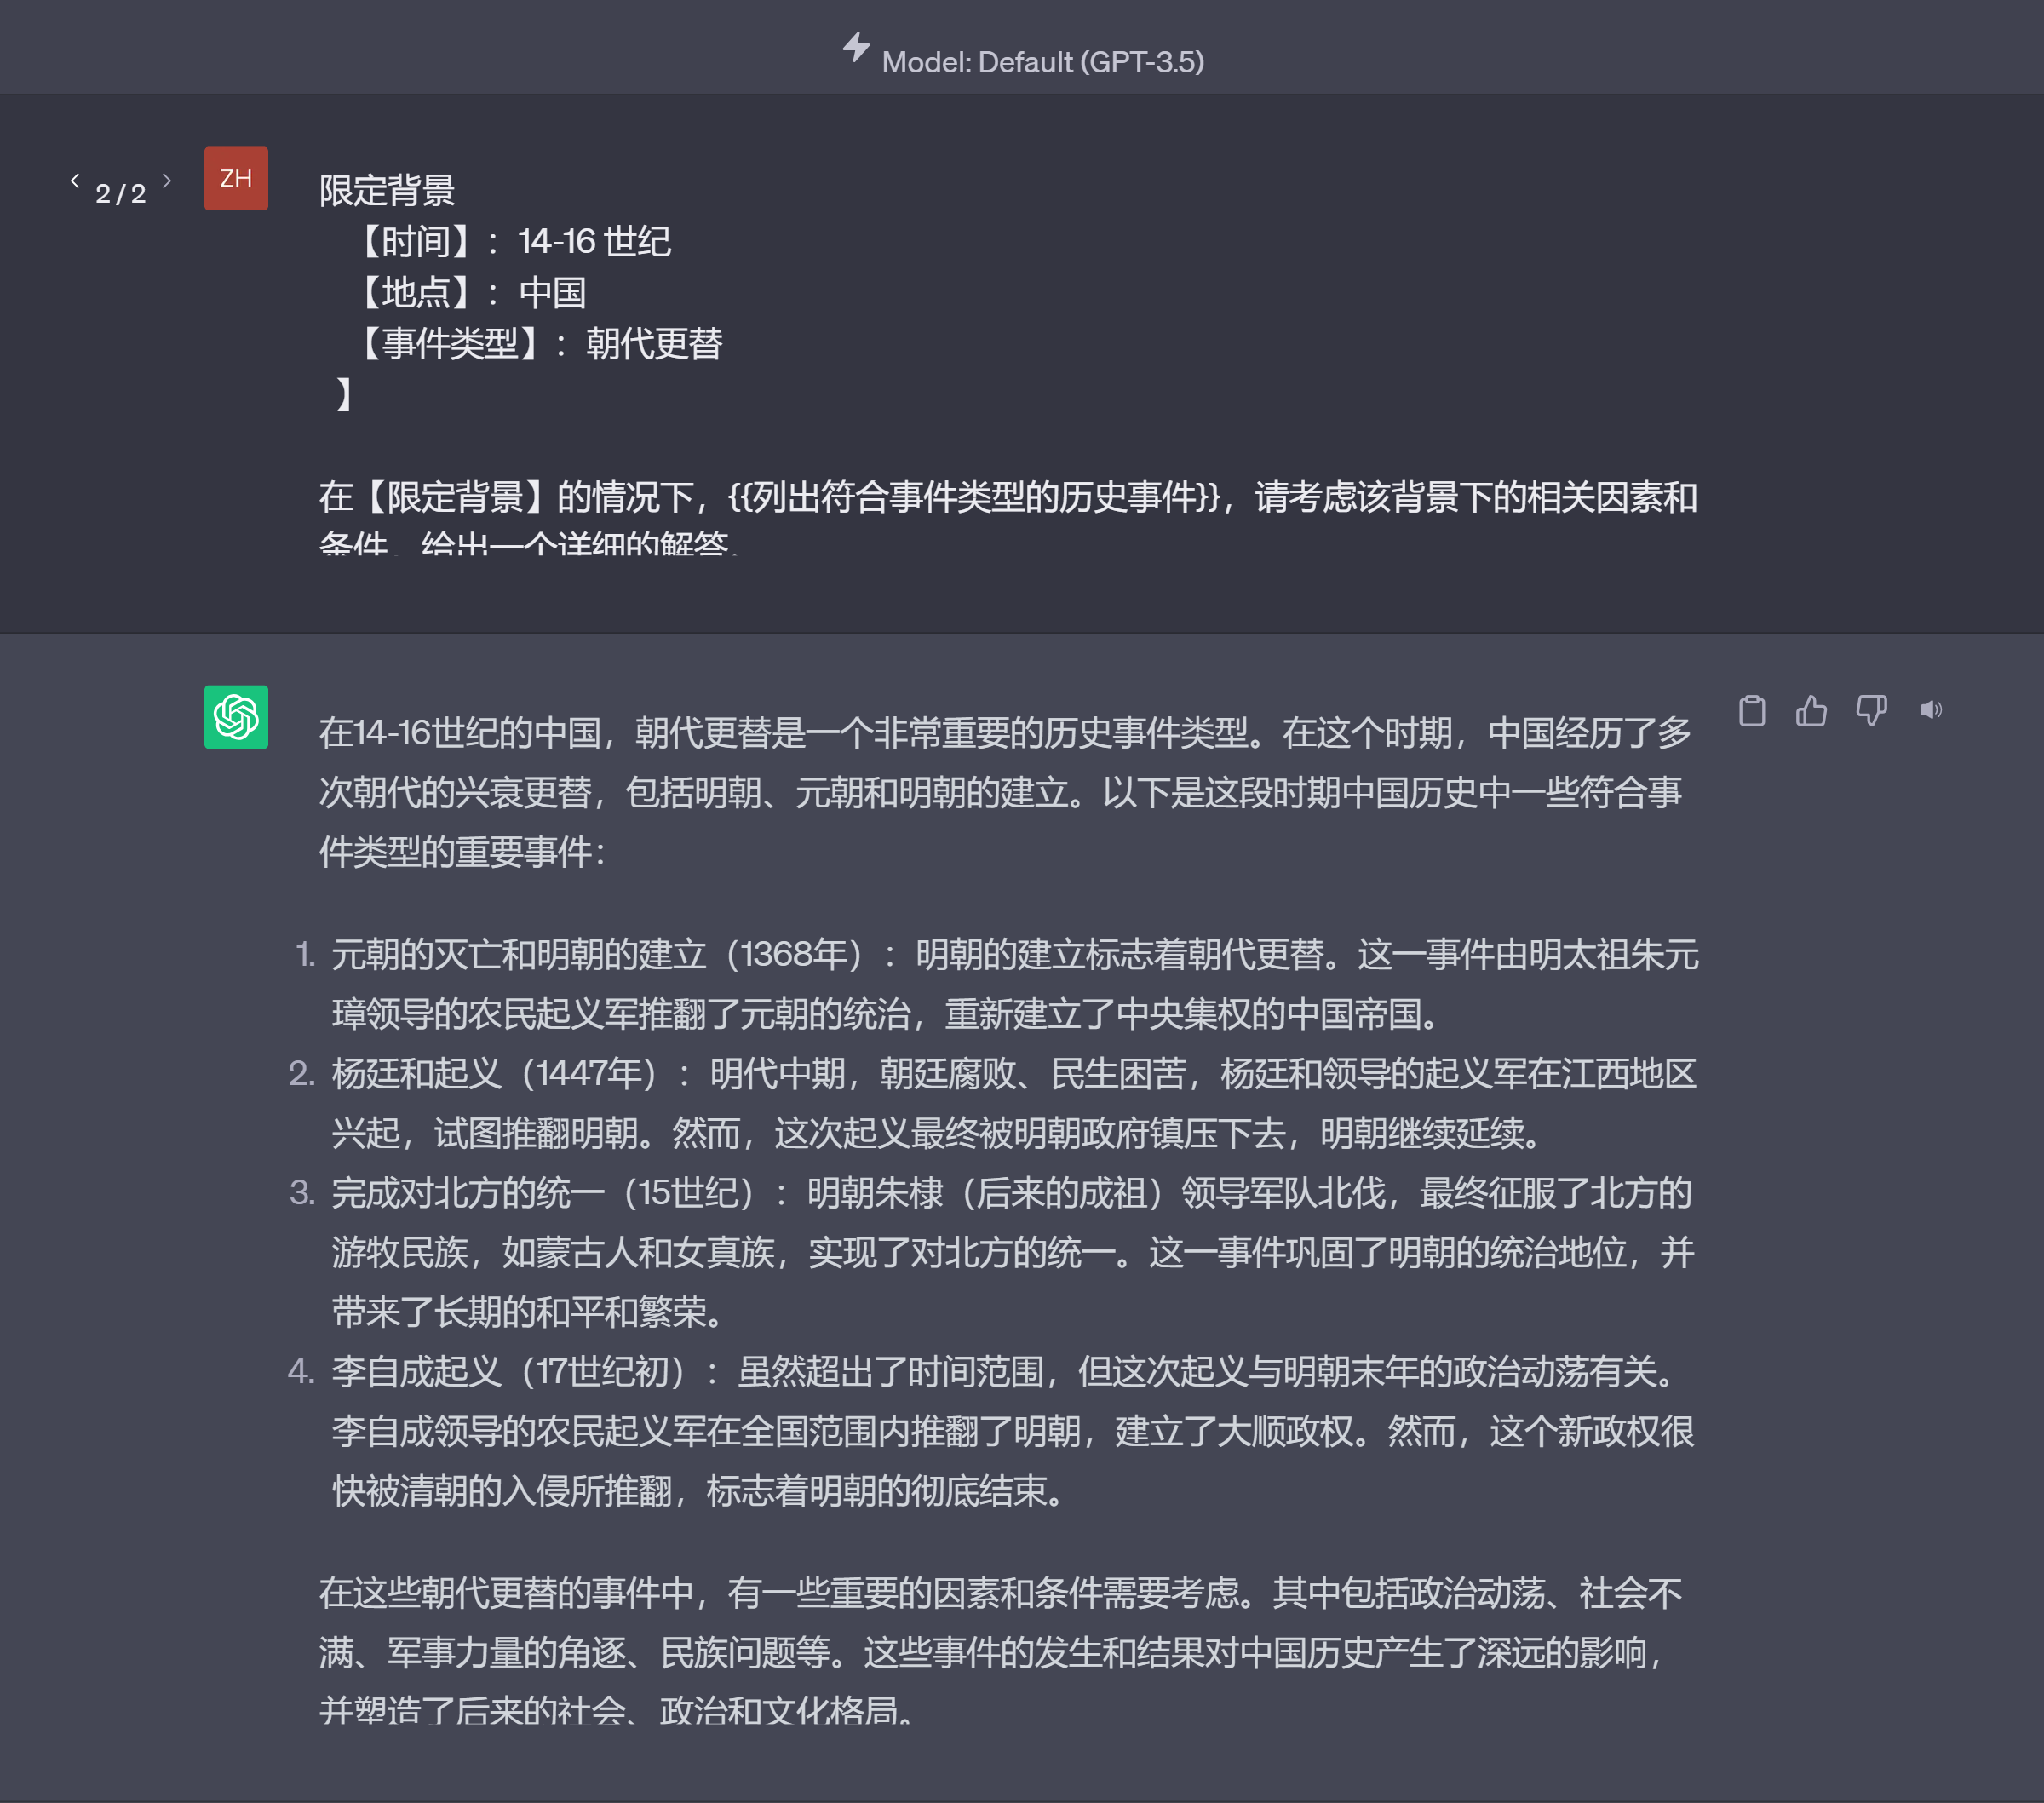 Model: Default (GPT-3.5)
2 / 2
ZH
限定背景
【时间】：14-16 世纪
【地点】：中国
【事件类型】：朝代更替
】
在【限定背景】的情况下，{{列出符合事件类型的历史事件}}，请考虑该背景下的相关因素和
条件，给出一个详细的解答。
在14-16世纪的中国，朝代更替是一个非常重要的历史事件类型。在这个时期，中国经历了多
次朝代的兴衰更替，包括明朝、元朝和明朝的建立。以下是这段时期中国历史中一些符合事
件类型的重要事件：
1. 元朝的灭亡和明朝的建立（1368年）：明朝的建立标志着朝代更替。这一事件由明太祖朱元
璋领导的农民起义军推翻了元朝的统治，重新建立了中央集权的中国帝国。
2. 杨廷和起义（1447年）：明代中期，朝廷腐败、民生困苦，杨廷和领导的起义军在江西地区
兴起，试图推翻明朝。然而，这次起义最终被明朝政府镇压下去，明朝继续延续。
3. 完成对北方的统一（15世纪）：明朝朱棣（后来的成祖）领导军队北伐，最终征服了北方的
游牧民族，如蒙古人和女真族，实现了对北方的统一。这一事件巩固了明朝的统治地位，并
带来了长期的和平和繁荣。
4. 李自成起义（17世纪初）：虽然超出了时间范围，但这次起义与明朝末年的政治动荡有关。
李自成领导的农民起义军在全国范围内推翻了明朝，建立了大顺政权。然而，这个新政权很
快被清朝的入侵所推翻，标志着明朝的彻底结束。
在这些朝代更替的事件中，有一些重要的因素和条件需要考虑。其中包括政治动荡、社会不
满、军事力量的角逐、民族问题等。这些事件的发生和结果对中国历史产生了深远的影响，
并塑造了后来的社会、政治和文化格局。